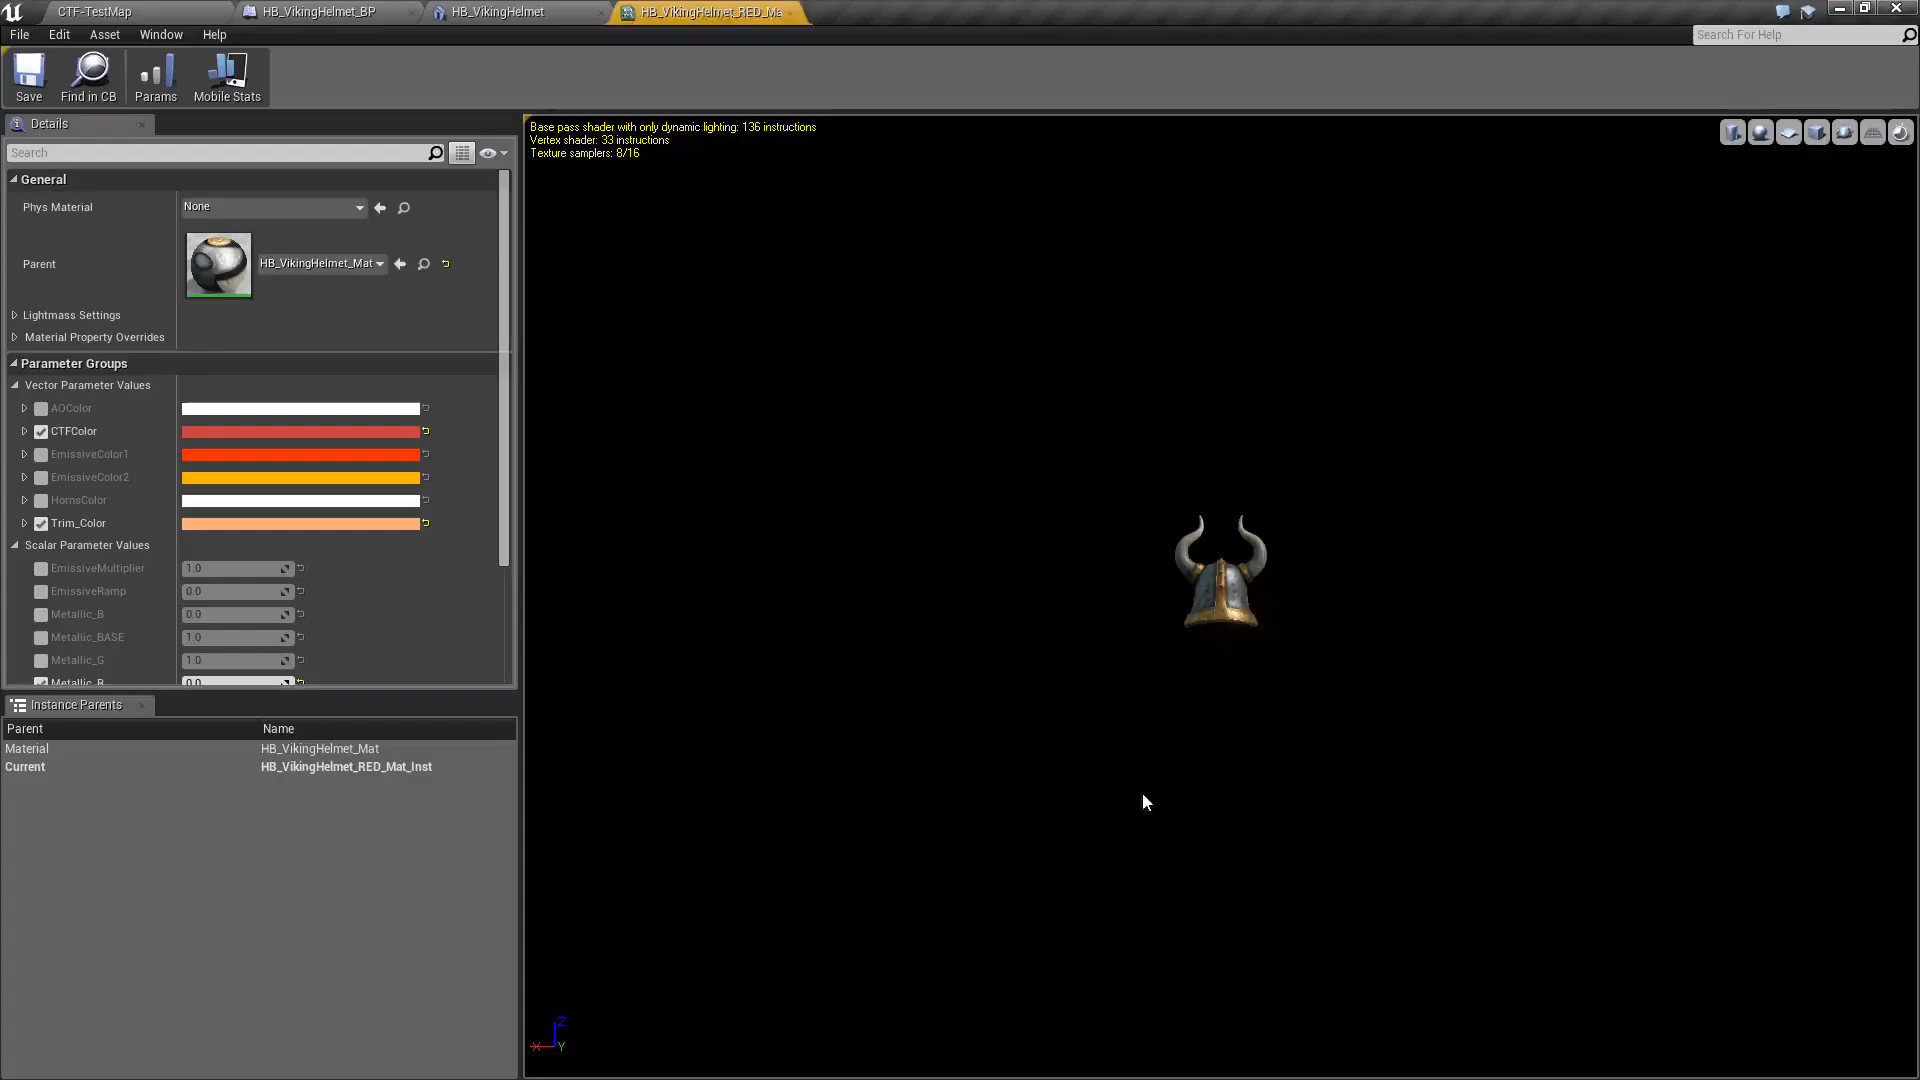 CTF-TestMap
HB_VikingHelmet_BP
HB_VikingHelmet
HB_VikingHelmet_RED_Ma
File
Edit
Asset
Window
Help
Search For Help
Save
Find in CB
Params
Mobile Stats
Details
Search
General
Phys Material
None
Parent
HB_VikingHelmet_Mat
Lightmass Settings
Material Property Overrides
Parameter Groups
Vector Parameter Values
AOColor
CTFColor
EmissiveColor1
EmissiveColor2
HornsColor
Trim_Color
Scalar Parameter Values
EmissiveMultiplier 1.0
EmissiveRamp 0.0
Metallic_B 0.0
Metallic_BASE 1.0
Metallic_G 1.0
Metallic_R 0.0
Instance Parents
Parent Name
Material HB_VikingHelmet_Mat
Current HB_VikingHelmet_RED_Mat_Inst
Base pass shader with only dynamic lighting: 136 instructions
Vertex shader: 33 instructions
Texture samplers: 8/16
Z
X Y